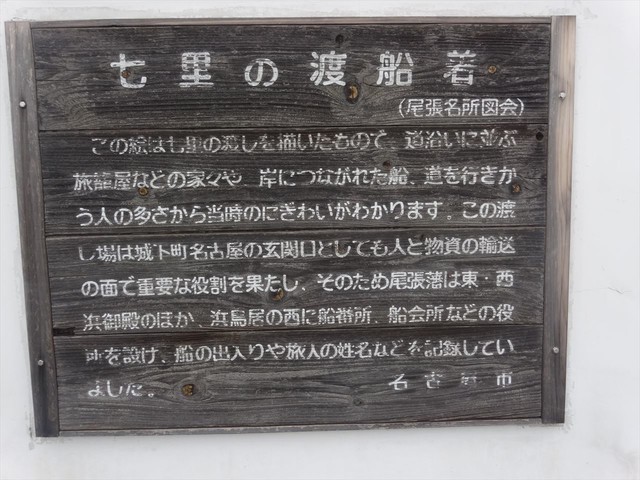 七里の渡船着
(尾張名所図会)
この絵は七里の渡しを描いたもので、道沿いに並ぶ
旅籠屋などの家々や、岸につながれた船、道を行きか
う人の多さから当時のにぎわいがわかります。この渡
し場は城下町名古屋の玄関口としても人と物資の輸送
の面で重要な役割を果たし、そのため尾張藩は東・西
浜御殿のほか、浜鳥居の西に船番所、船会所などの役
所を設け、船の出入りや旅人の姓名などを記録してい
ました。
名古屋市